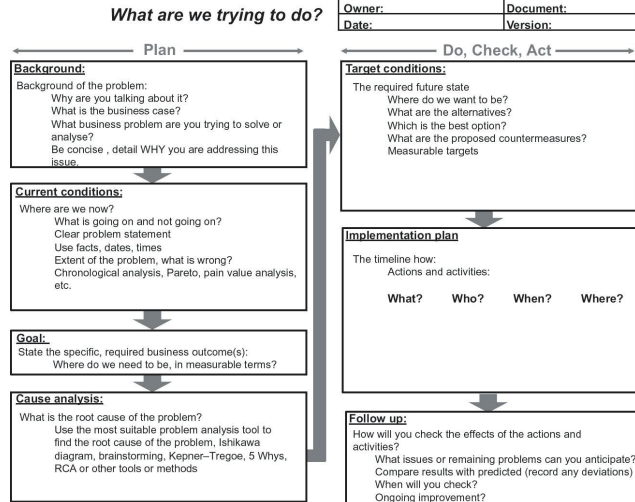 What are we trying to do?
Owner:
Document:
Date:
Version:
Plan
Background:
Background of the problem:
Why are you talking about it?
What is the business case?
What business problem are you trying to solve or
analyse?
Be concise , detail WHY you are addressing this
issue.
Current conditions:
Where are we now?
What is going on and not going on?
Clear problem statement
Use facts, dates, times
Extent of the problem, what is wrong?
Chronological analysis, Pareto, pain value analysis,
etc.
Goal:
State the specific, required business outcome(s):
Where do we need to be, in measurable terms?
Cause analysis:
What is the root cause of the problem?
Use the most suitable problem analysis tool to
find the root cause of the problem, Ishikawa
diagram, brainstorming, Kepner–Tregoe, 5 Whys,
RCA or other tools or methods
Do, Check, Act
Target conditions:
The required future state
Where do we want to be?
What are the alternatives?
Which is the best option?
What are the proposed countermeasures?
Measurable targets
Implementation plan
The timeline how:
Actions and activities:
What? Who? When? Where?
Follow up:
How will you check the effects of the actions and
activities?
What issues or remaining problems can you anticipate?
Compare results with predicted (record any deviations)
When will you check?
Ongoing improvement?